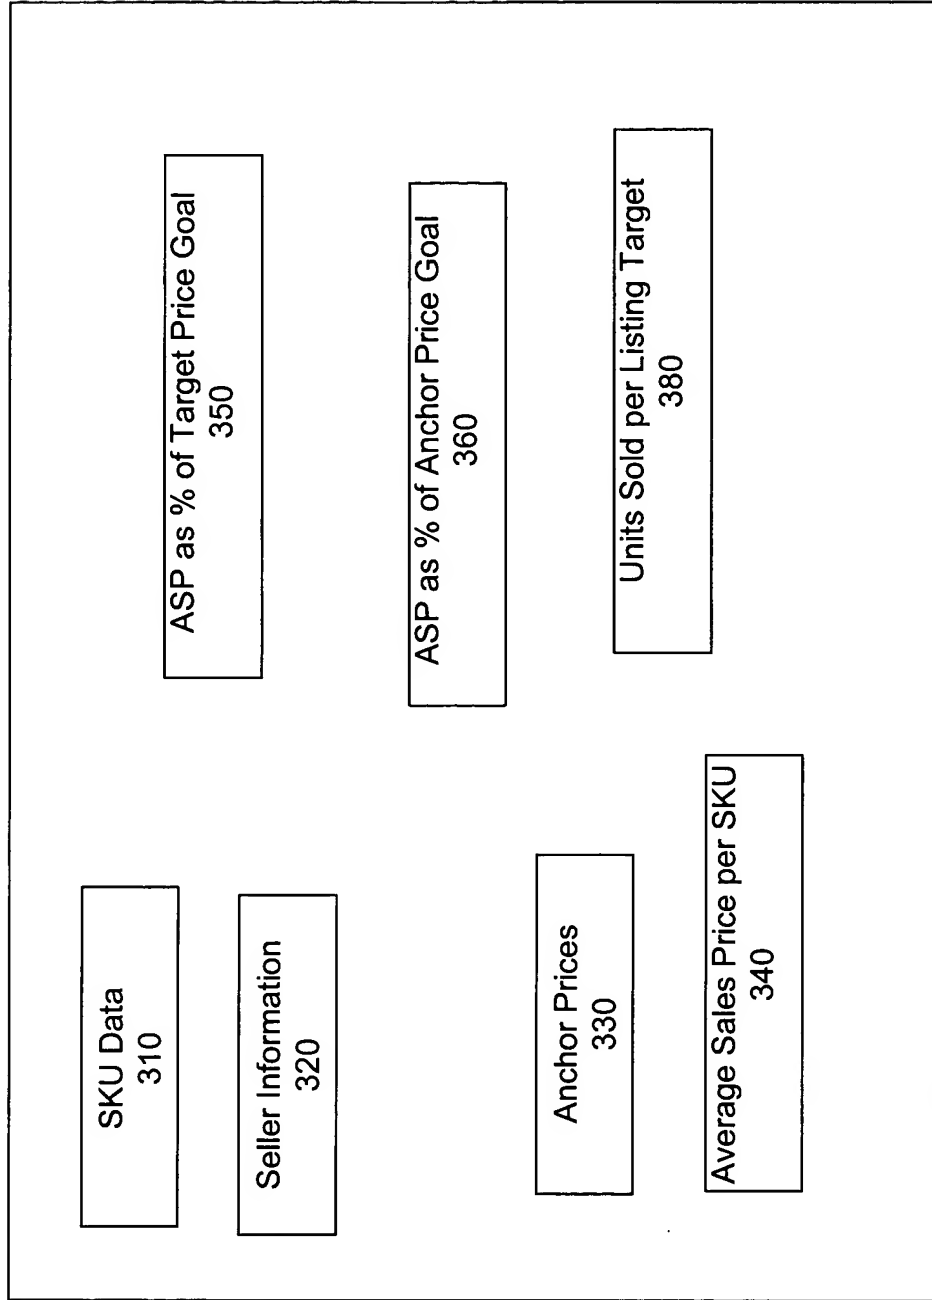 SKU Data
310
Seller Information
320
Anchor Prices
330
Average Sales Price per SKU
340
ASP as % of Target Price Goal
350
ASP as % of Anchor Price Goal
360
Units Sold per Listing Target
380